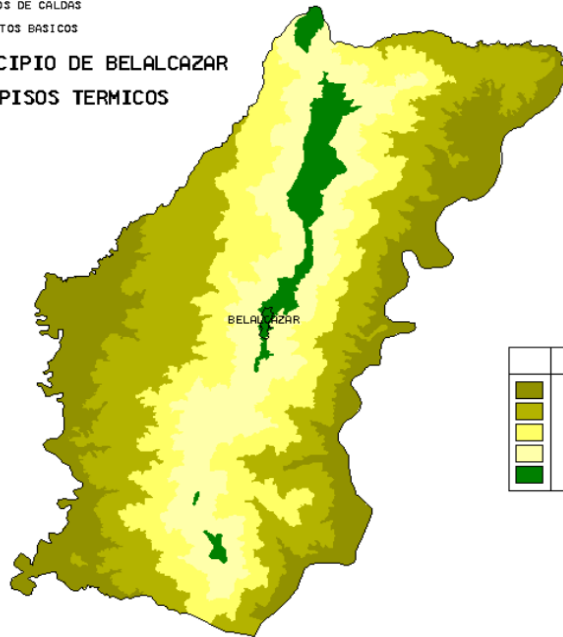 OS DE CALDAS
TOS BASICOS
CIPIO DE BELALCAZAR
PISOS TERMICOS
BELALCAZAR